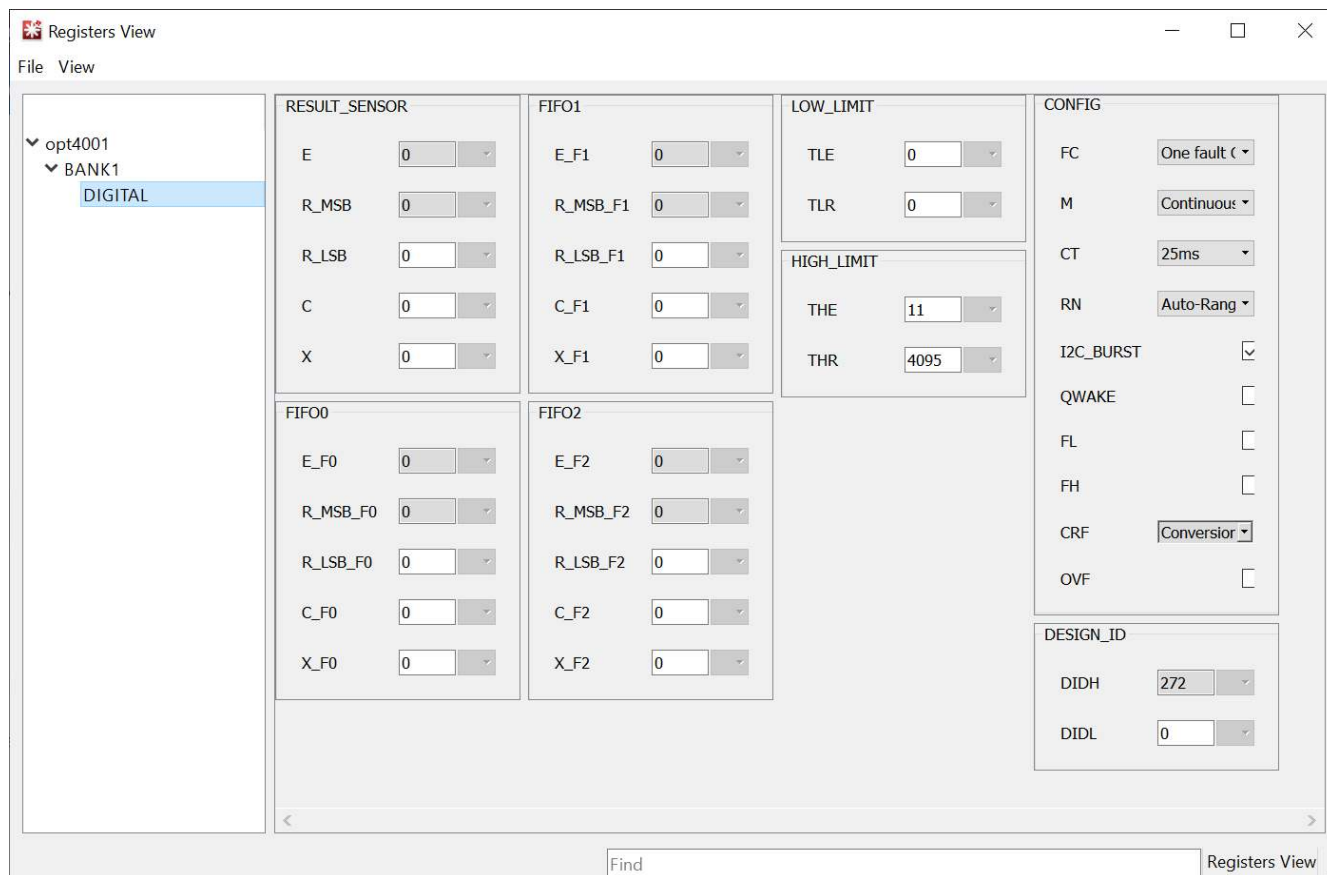 Registers View
File View
opt4001
BANK1
DIGITAL
RESULT_SENSOR
E 0
R_MSB 0
R_LSB 0
C 0
X 0
FIFO0
E_F0 0
R_MSB_F0 0
R_LSB_F0 0
C_F0 0
X_F0 0
FIFO1
E_F1 0
R_MSB_F1 0
R_LSB_F1 0
C_F1 0
X_F1 0
FIFO2
E_F2 0
R_MSB_F2 0
R_LSB_F2 0
C_F2 0
X_F2 0
LOW_LIMIT
TLE 0
TLR 0
HIGH_LIMIT
THE 11
THR 4095
CONFIG
FC One fault
M Continuous
CT 25ms
RN Auto-Rang
I2C_BURST
QWAKE
FL
FH
CRF Conversion
OVF
DESIGN_ID
DIDH 272
DIDL 0
Find
Registers View